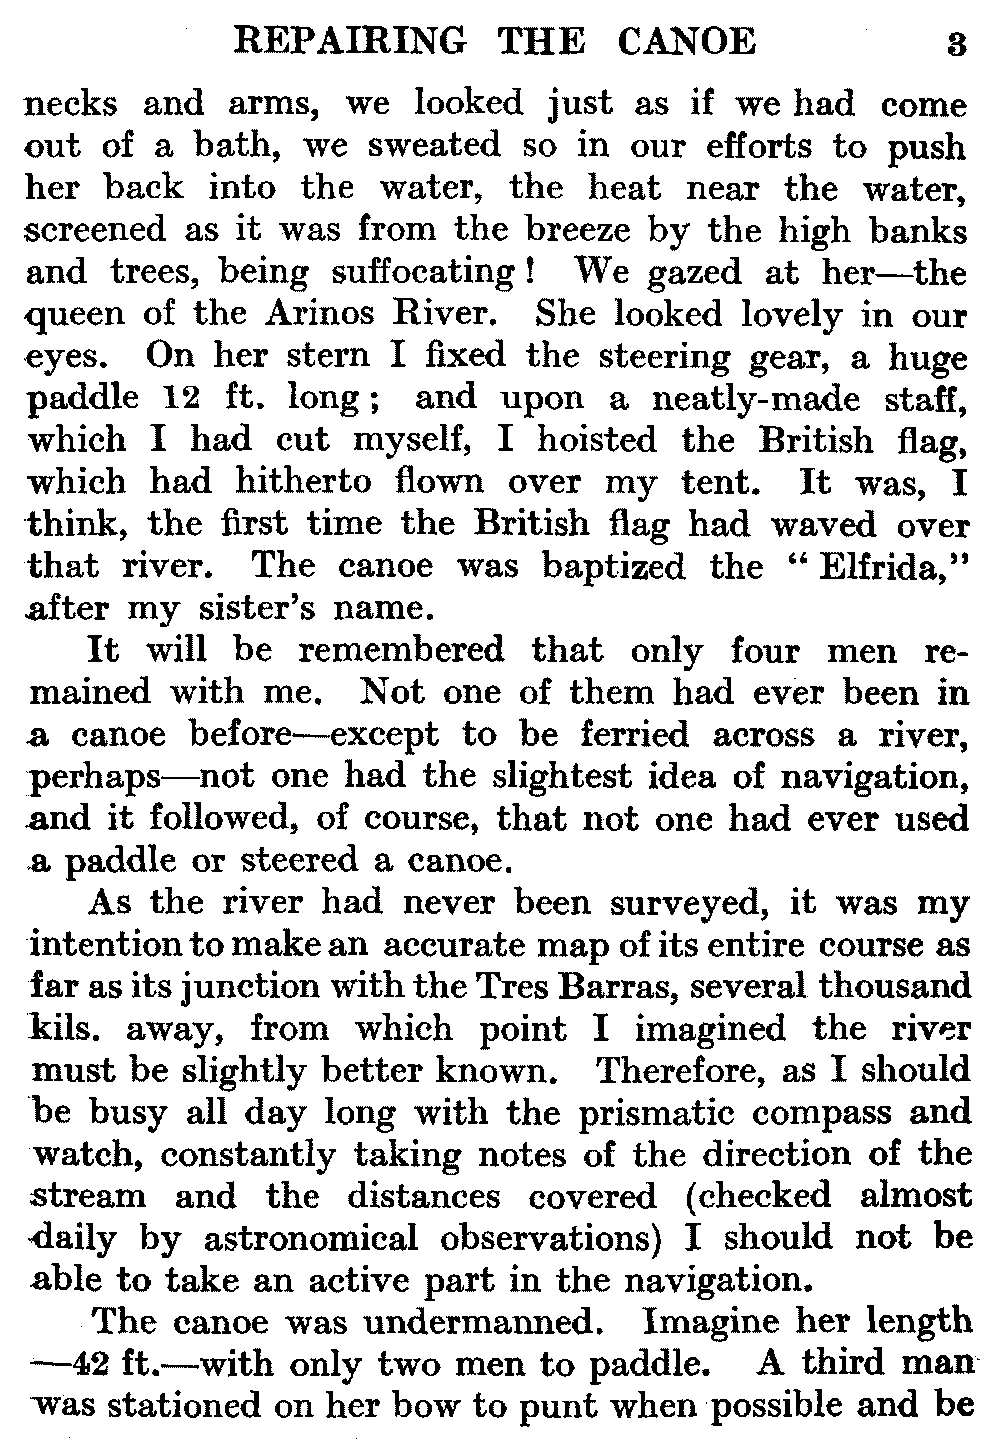 REPAIRING THE CANOE 3
necks and arms, we looked just as if we had come
out of a bath, we sweated so in our efforts to push
her back into the water, the heat near the water,
screened as it was from the breeze by the high banks
and trees, being suffocating! We gazed at her—the
queen of the Arinos River. She looked lovely in our
eyes. On her stern I fixed the steering gear, a huge
paddle 12 ft. long; and upon a neatly-made staff,
which I had cut myself, I hoisted the British flag,
which had hitherto flown over my tent. It was, I
think, the first time the British flag had waved over
that river. The canoe was baptized the “Elfrida,”
after my sister’s name.
It will be remembered that only four men re-
mained with me. Not one of them had ever been in
a canoe before—except to be ferried across a river,
perhaps—not one had the slightest idea of navigation,
and it followed, of course, that not one had ever used
a paddle or steered a canoe.
As the river had never been surveyed, it was my
intention to make an accurate map of its entire course as
far as its junction with the Tres Barras, several thousand
kils. away, from which point I imagined the river
must be slightly better known. Therefore, as I should
be busy all day long with the prismatic compass and
watch, constantly taking notes of the direction of the
stream and the distances covered (checked almost
daily by astronomical observations) I should not be
able to take an active part in the navigation.
The canoe was undermanned. Imagine her length
—42 ft.—with only two men to paddle. A third man
was stationed on her bow to punt when possible and be